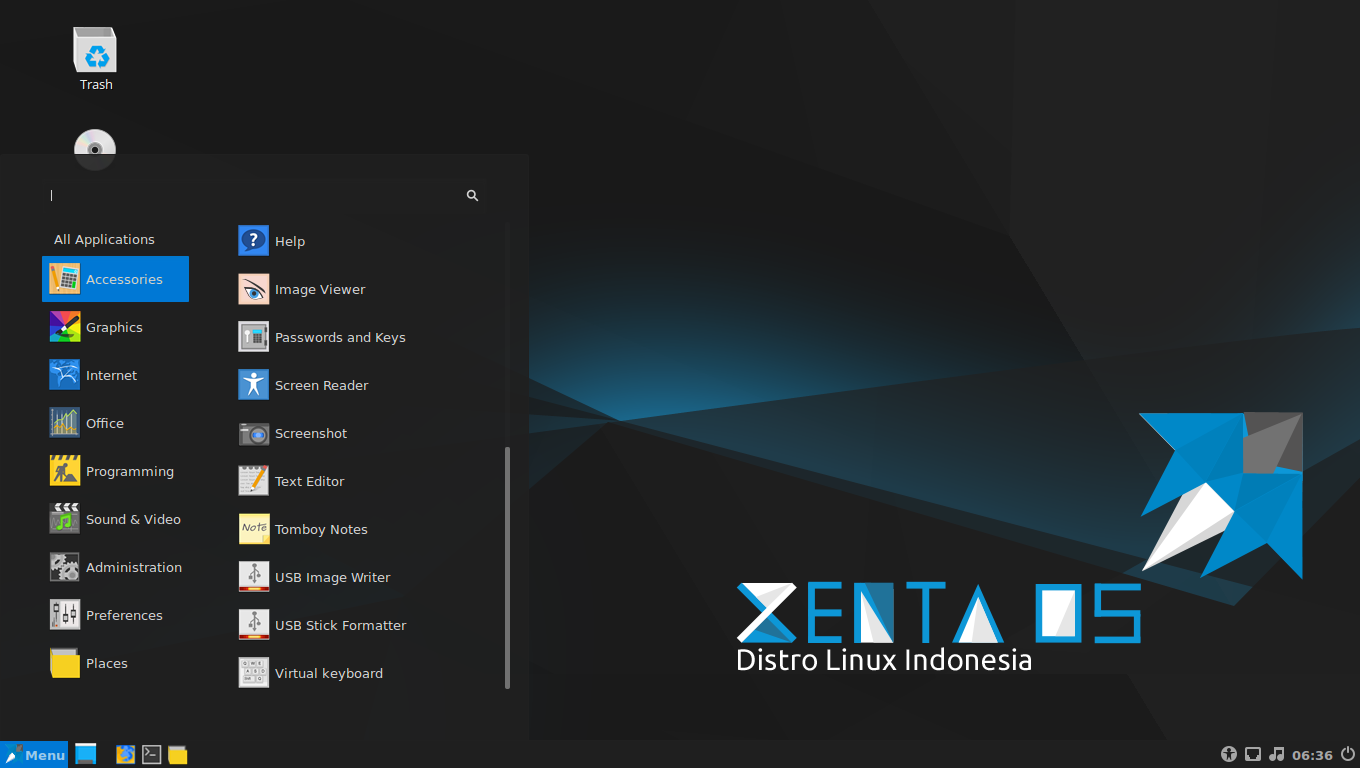 Trash
All Applications
Accessories
Graphics
Internet
Office
Programming
Sound & Video
Administration
Preferences
Places
Help
Image Viewer
Passwords and Keys
Screen Reader
Screenshot
Text Editor
Note
Tomboy Notes
USB Image Writer
USB Stick Formatter
Virtual keyboard
ZENTA OS
Distro Linux Indonesia
Menu
06:36